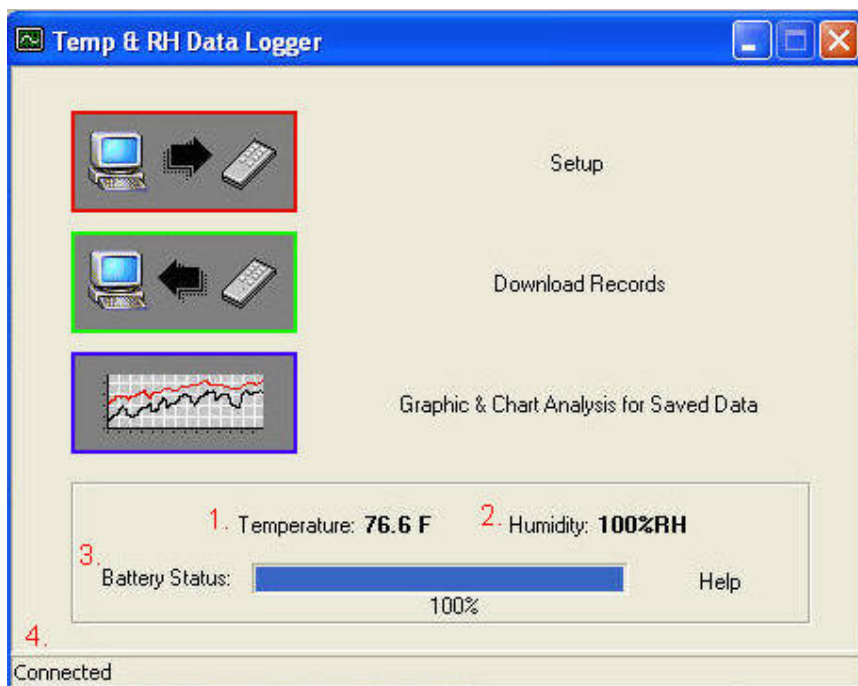 Temp & RH Data Logger
Setup
Download Records
Graphic & Chart Analysis for Saved Data
1. Temperature: 76.6 F 2. Humidity: 100%RH
3. Battery Status: Help
100%
4.
Connected